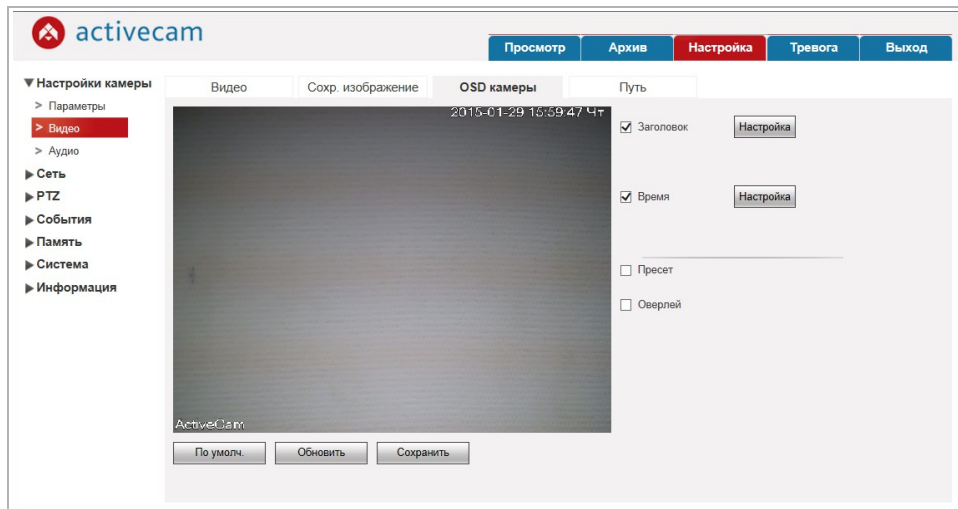 activecam
Просмотр Архив Настройка Тревога Выход
Настройки камеры
> Параметры
> Видео
> Аудио
Сеть
PTZ
События
Память
Система
Информация
Видео Сохр. изображение OSD камеры Путь
2015-01-29 15:59:47 Чт
Заголовок Настройка
Время Настройка
Пресет
Оверлей
ActiveCam
По умолч. Обновить Сохранить